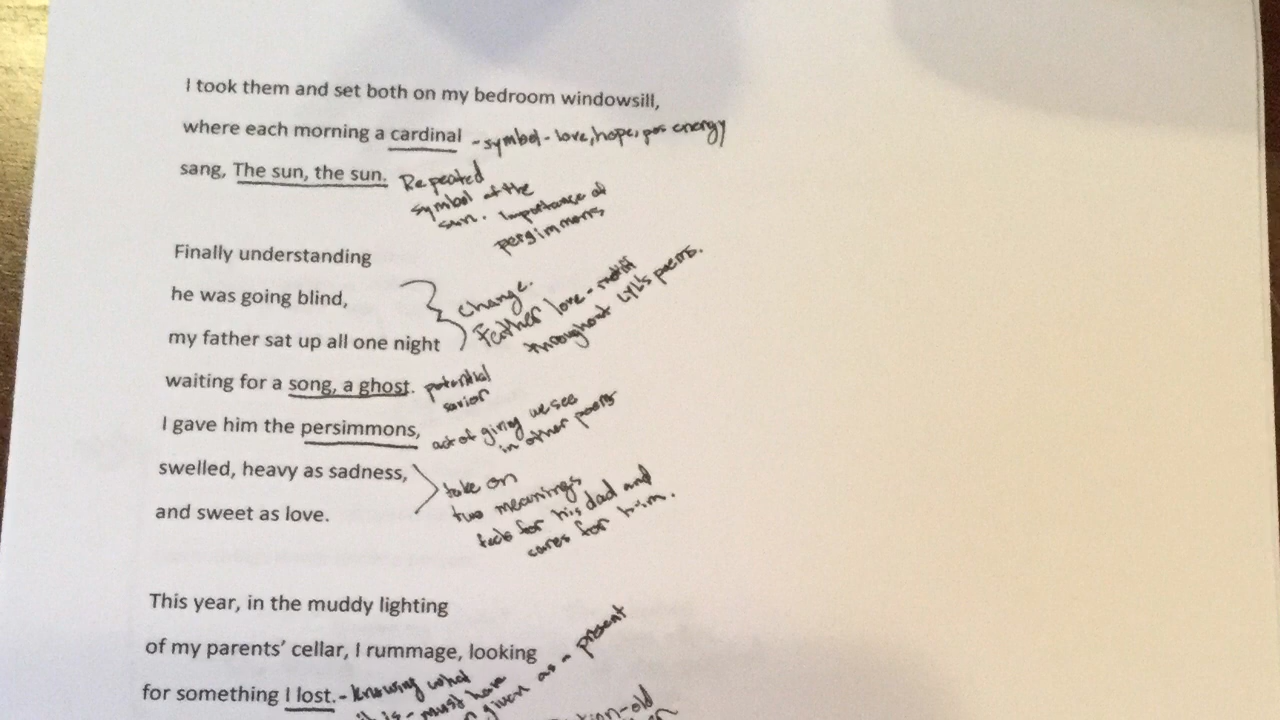 I took them and set both on my bedroom windowsill,
where each morning a cardinal - symbol - love, hope, pos energy
sang, The sun, the sun. Repeated
symbol of the
sun. Importance of
persimmons
Finally understanding
he was going blind,
my father sat up all one night
Change.
Father love - motif
throughout LYL's poems.
waiting for a song, a ghost. potential
savior
I gave him the persimmons, act of giving we see
in other poems
swelled, heavy as sadness,
and sweet as love.
take on
two meanings
feels for his dad and
cares for him.
This year, in the muddy lighting
of my parents' cellar, I rummage, looking
for something I lost. - knowing what
it is - must have
given as a present